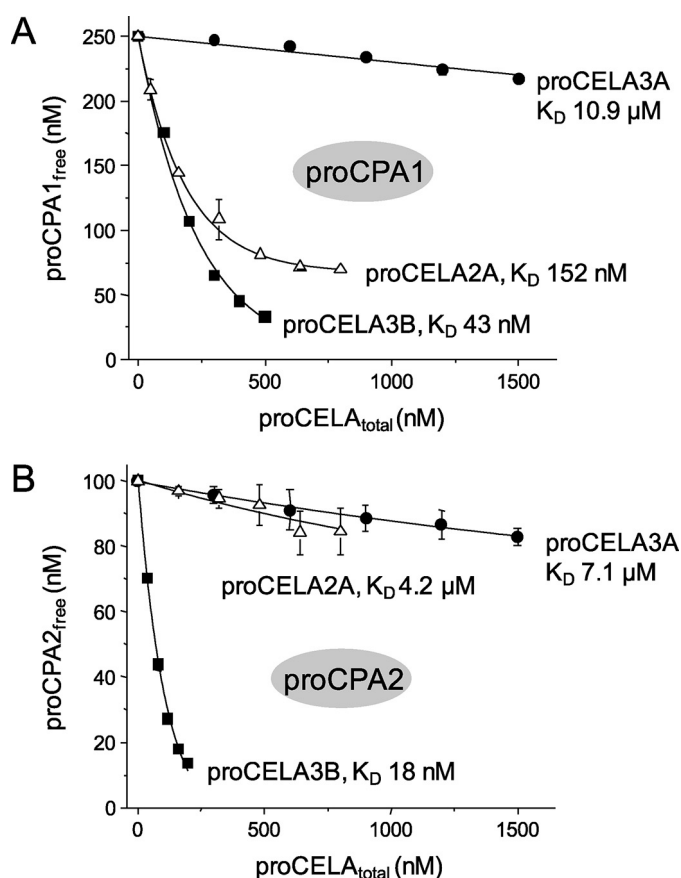 A
250
200
150
100
50
0
proCPA1free (nM)
proCELA3A
KD 10.9 µM
proCPA1
proCELA2A, KD 152 nM
proCELA3B, KD 43 nM
0
500
1000
1500
proCELAtotal (nM)
B
100
80
60
40
20
0
proCPA2free (nM)
proCELA3A
KD 7.1 µM
proCELA2A, KD 4.2 µM
proCPA2
proCELA3B, KD 18 nM
0
500
1000
1500
proCELAtotal (nM)